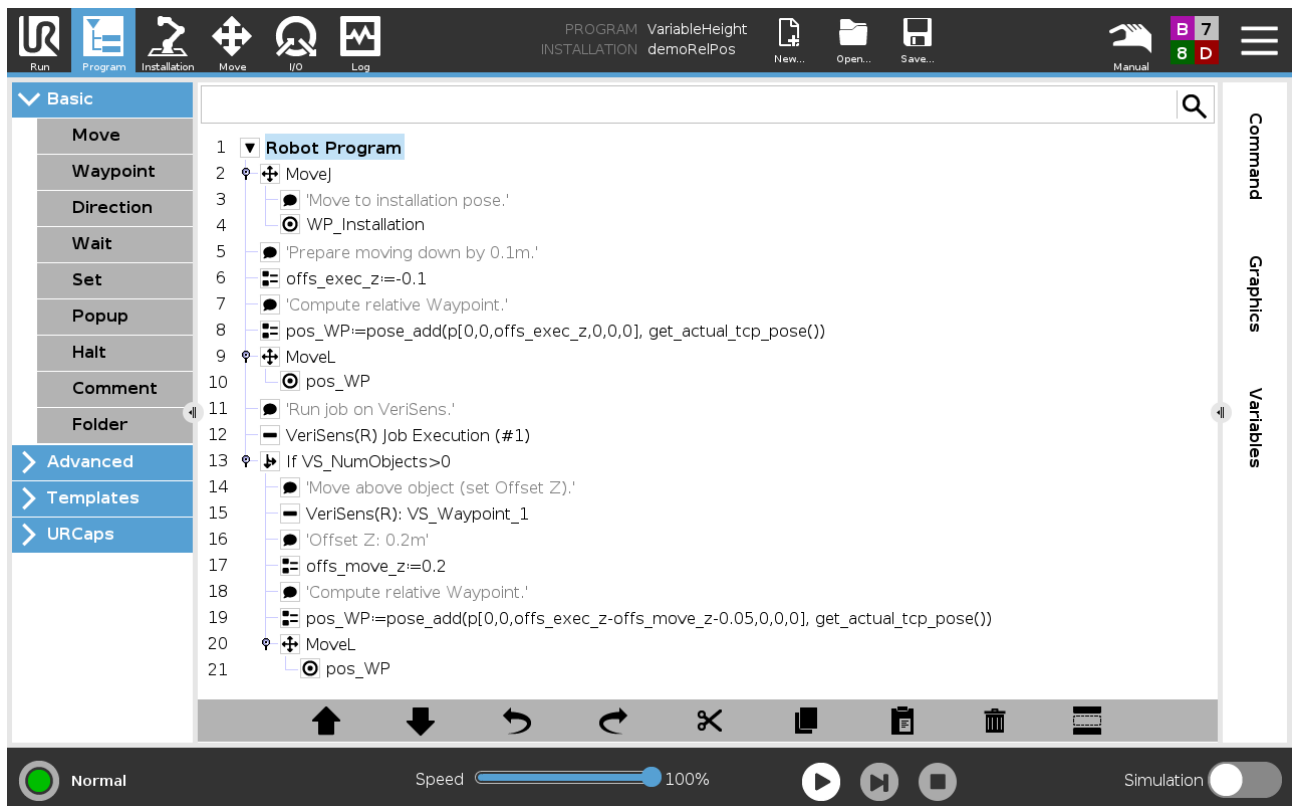 UR
Run
Program
Installation
Move
I/O
Log
PROGRAM VariableHeight
INSTALLATION demoRelPos
New...
Open...
Save...
Manual
B 7
8 D
Basic
Move
Waypoint
Direction
Wait
Set
Popup
Halt
Comment
Folder
Advanced
Templates
URCaps
1 Robot Program
2 MoveJ
3 'Move to installation pose.'
4 WP_Installation
5 'Prepare moving down by 0.1m.'
6 offs_exec_z:=-0.1
7 'Compute relative Waypoint.'
8 pos_WP:=pose_add(p[0,0,offs_exec_z,0,0,0], get_actual_tcp_pose())
9 MoveL
10 pos_WP
11 'Run job on VeriSens.'
12 VeriSens(R) Job Execution (#1)
13 If VS_NumObjects>0
14 'Move above object (set Offset Z).'
15 VeriSens(R): VS_Waypoint_1
16 'Offset Z: 0.2m'
17 offs_move_z:=0.2
18 'Compute relative Waypoint.'
19 pos_WP:=pose_add(p[0,0,offs_exec_z-offs_move_z-0.05,0,0,0], get_actual_tcp_pose())
20 MoveL
21 pos_WP
Command
Graphics
Variables
Normal
Speed 100%
Simulation